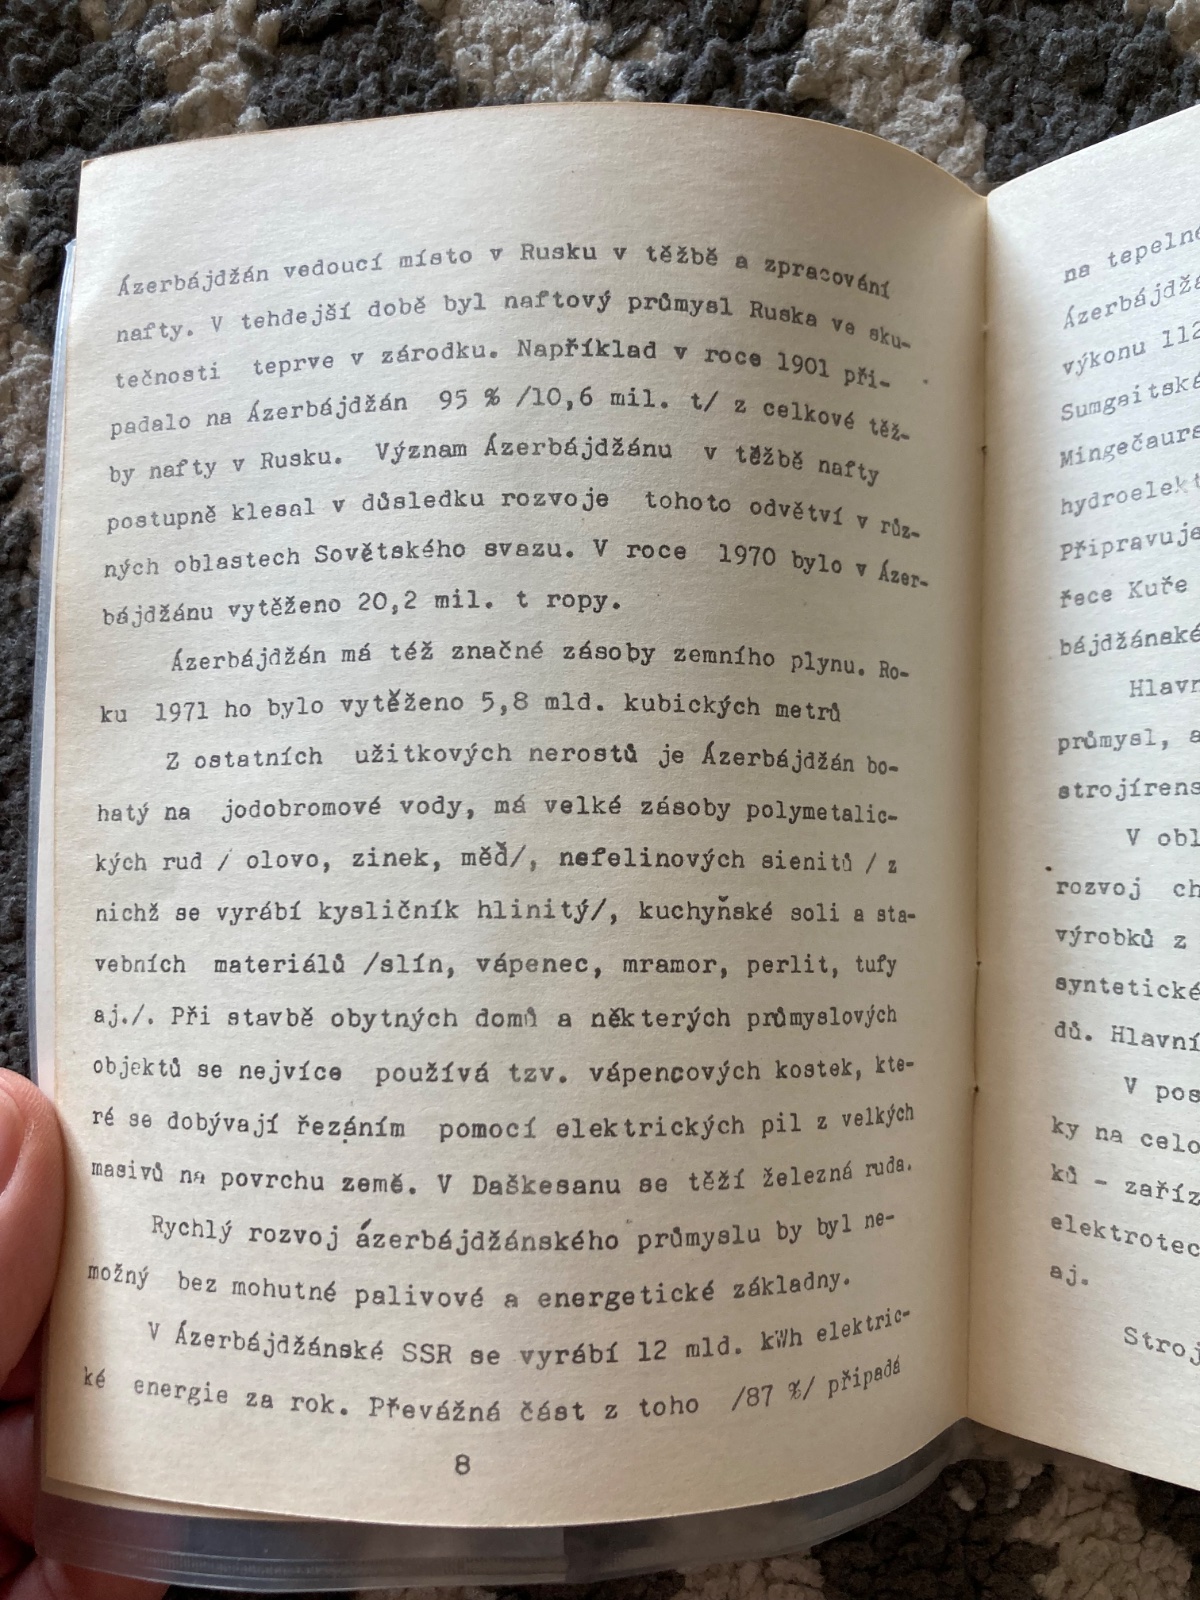 Ázerbájdžán vedoucí místo v Rusku v těžbě a zpracování
nafty. V tehdejší době byl naftový průmysl Ruska ve sku-
tečnosti teprve v zárodku. Například v roce 1901 při-
padalo na Ázerbájdžán 95 % /10,6 mil. t/ z celkové těž-
by nafty v Rusku. Význam Ázerbájdžánu v těžbě nafty
postupně klesal v důsledku rozvoje tohoto odvětví v růz-
ných oblastech Sovětského svazu. V roce 1970 bylo v Ázer-
bájdžánu vytěženo 20,2 mil. t ropy.
Ázerbájdžán má též značné zásoby zemního plynu. Ro-
ku 1971 ho bylo vytěženo 5,8 mld. kubických metrů
Z ostatních užitkových nerostů je Ázerbájdžán bo-
hatý na jodobromové vody, má velké zásoby polymetalic-
kých rud / olovo, zinek, měď/, nefelinových sienitů / z
nichž se vyrábí kysličník hlinitý/, kuchyňské soli a sta-
vebních materiálů /slín, vápenec, mramor, perlit, tufy
aj./. Při stavbě obytných domů a některých průmyslových
objektů se nejvíce používá tzv. vápencových kostek, kte-
ré se dobývají řezáním pomocí elektrických pil z velkých
masivů na povrchu země. V Daškesanu se těží železná ruda.
Rychlý rozvoj ázerbájdžánského průmyslu by byl ne-
možný bez mohutné palivové a energetické základny.
V Ázerbájdžánské SSR se vyrábí 12 mld. kWh elektric-
ké energie za rok. Převážná část z toho /87 %/ připadá
8
na tepelné
Ázerbájdža
výkonu 112
Sumgaitské
Mingečaure
hydroelekt
Připravuje
řece Kuře
bájdžánské
Hlavn
průmysl, a
strojírens
V obl
rozvoj ch
výrobků z
syntetické
dů. Hlavní
V pos
ky na celo
ků - zaříz
elektrotec
aj.
Stroj